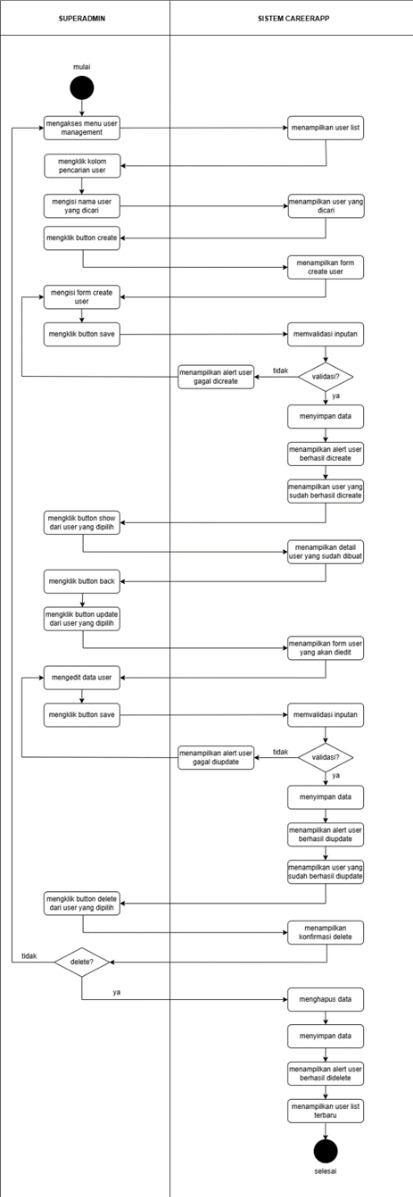 SUPERADMIN
SISTEM CAREERAPP
mulai
mengakses menu user
management
menampilkan user list
mengklik kolom
pencarian user
mengisi nama user
yang dicari
menampilkan user yang
dicari
mengklik button create
menampilkan form
create user
mengisi form create
user
mengklik button save
memvalidasi inputan
menampilkan alert user
gagal dicreate
tidak
validasi?
ya
menyimpan data
menampilkan alert user
berhasil dicreate
menampilkan user yang
sudah berhasil dicreate
mengklik button show
dari user yang dipilih
menampilkan detail
user yang sudah dibuat
mengklik button back
mengklik button update
dari user yang dipilih
menampilkan form user
yang akan diedit
mengedit data user
mengklik button save
memvalidasi inputan
menampilkan alert user
gagal diupdate
tidak
validasi?
ya
menyimpan data
menampilkan alert user
berhasil diupdate
menampilkan user yang
sudah berhasil diupdate
mengklik button delete
dari user yang dipilih
menampilkan
konfirmasi delete
tidak
delete?
ya
menghapus data
menyimpan data
menampilkan alert user
berhasil didelete
menampilkan user list
terbaru
selesai